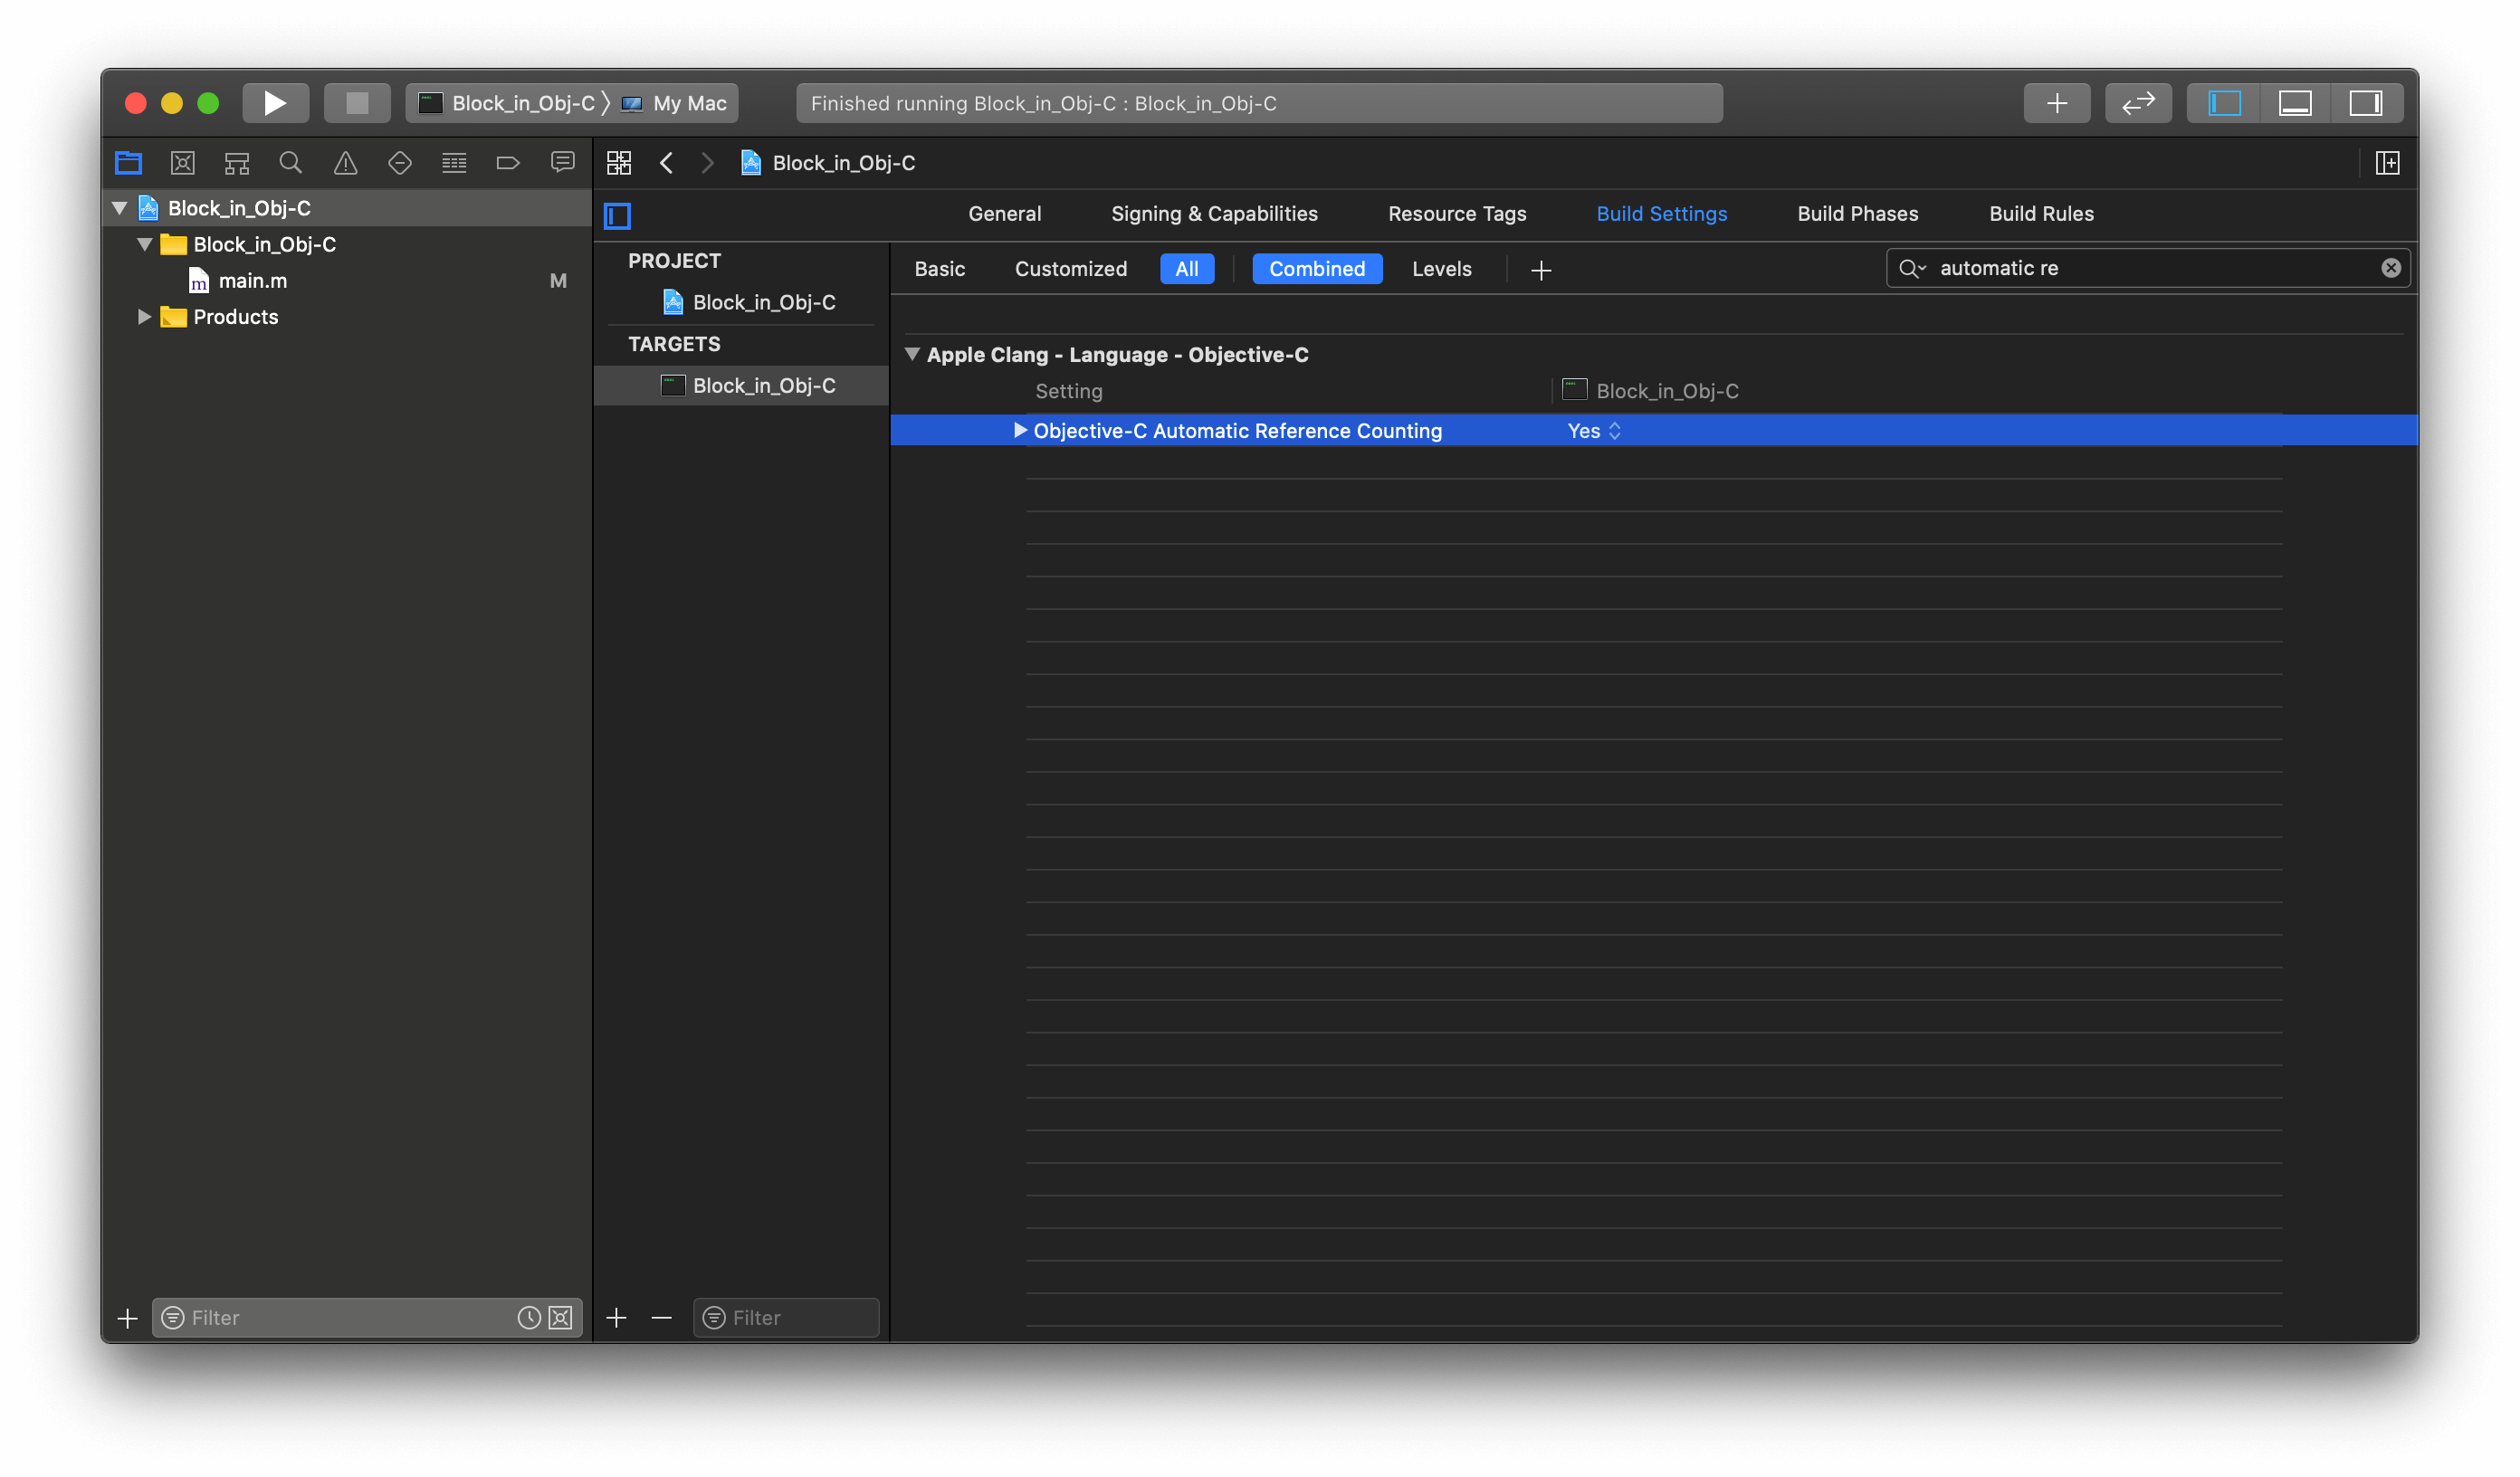 Block_in_Obj-C My Mac
Finished running Block_in_Obj-C : Block_in_Obj-C
Block_in_Obj-C
Block_in_Obj-C
main.m M
Products
Filter
Block_in_Obj-C
General Signing & Capabilities Resource Tags Build Settings Build Phases Build Rules
PROJECT
Block_in_Obj-C
TARGETS
Block_in_Obj-C
Filter
Basic Customized All Combined Levels automatic re
Apple Clang - Language - Objective-C
Setting Block_in_Obj-C
Objective-C Automatic Reference Counting Yes